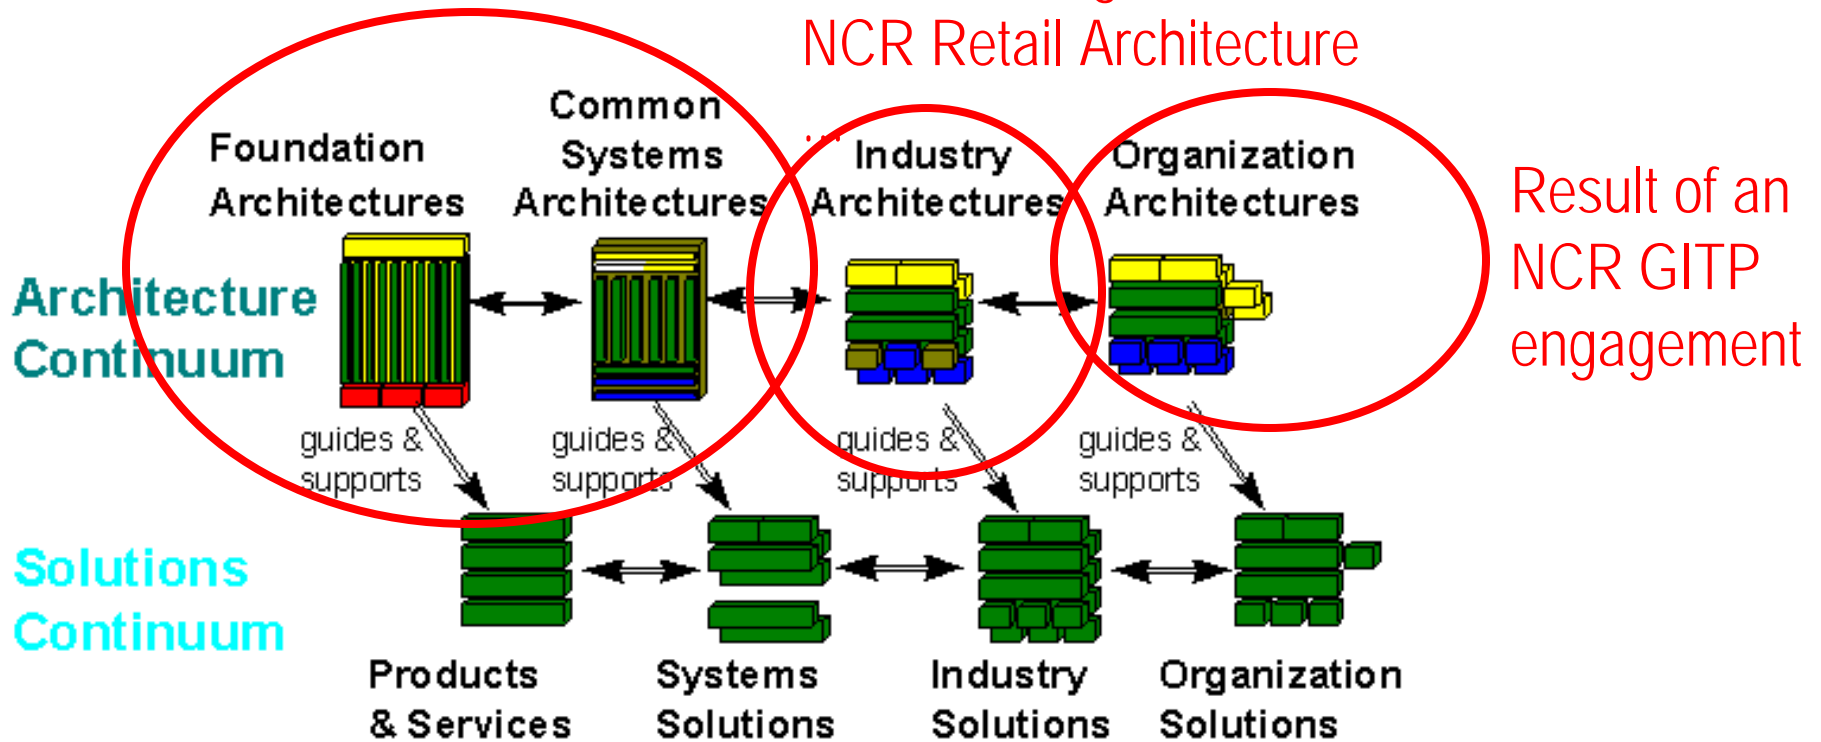 NCR Retail Architecture
...
Common
Foundation
Systems
Industry
Organization
Architectures
Architectures
Architectures
Architectures
Result of an
NCR GITP
engagement
Architecture
Continuum
guides &
supports
guides &
supports
guides &
supports
guides &
supports
Solutions
Continuum
Products
& Services
Systems
Solutions
Industry
Solutions
Organization
Solutions